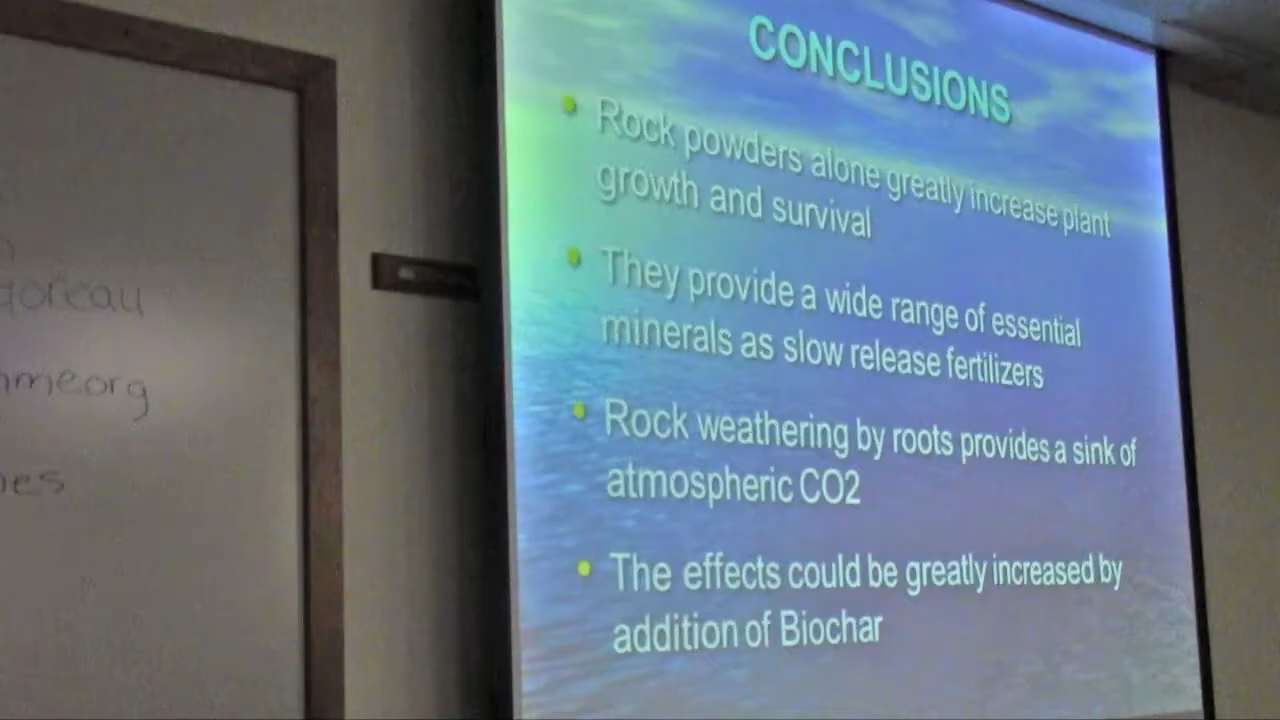 goreau
CONCLUSIONS
• Rock powders alone greatly increase plant
growth and survival
• They provide a wide range of essential
minerals as slow release fertilizers
• Rock weathering by roots provides a sink of
atmospheric CO2
• The effects could be greatly increased by
addition of Biochar